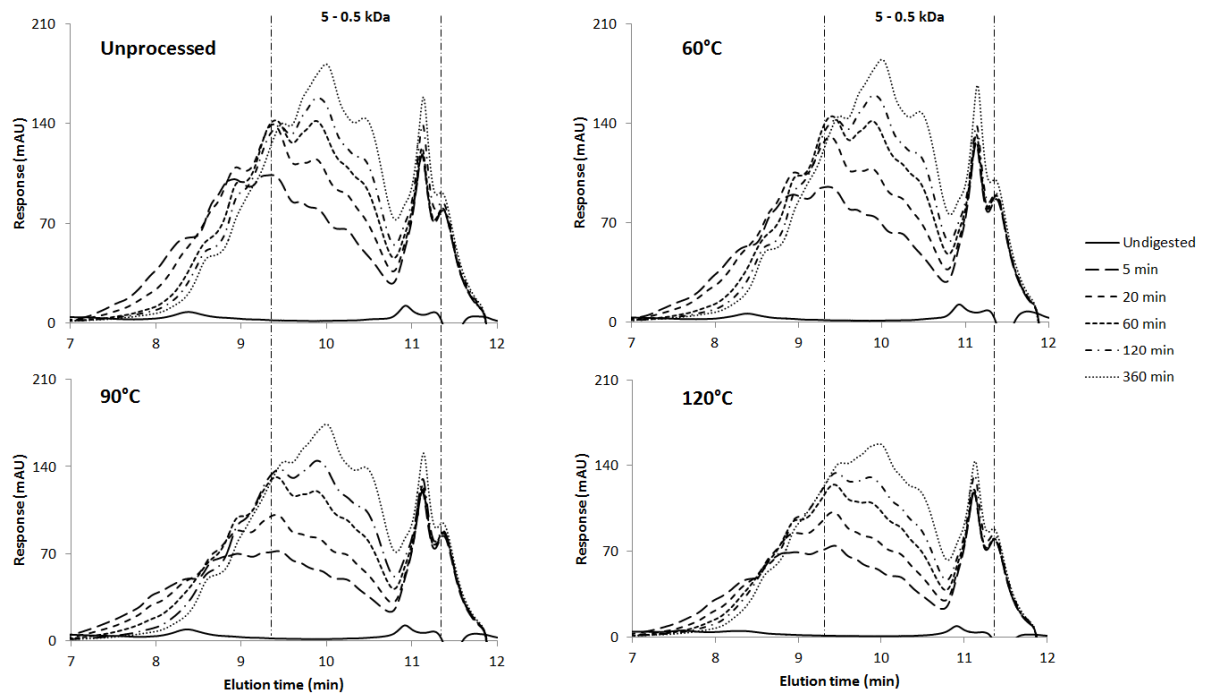 5 - 0.5 kDa
5 - 0.5 kDa
Unprocessed
60°C
Response (mAU)
210
140
70
0
7 8 9 10 11 12
Response (mAU)
210
140
70
0
7 8 9 10 11 12
Undigested
5 min
20 min
60 min
120 min
360 min
90°C
120°C
Response (mAU)
210
140
70
0
7 8 9 10 11 12
Elution time (min)
Response (mAU)
210
140
70
0
7 8 9 10 11 12
Elution time (min)